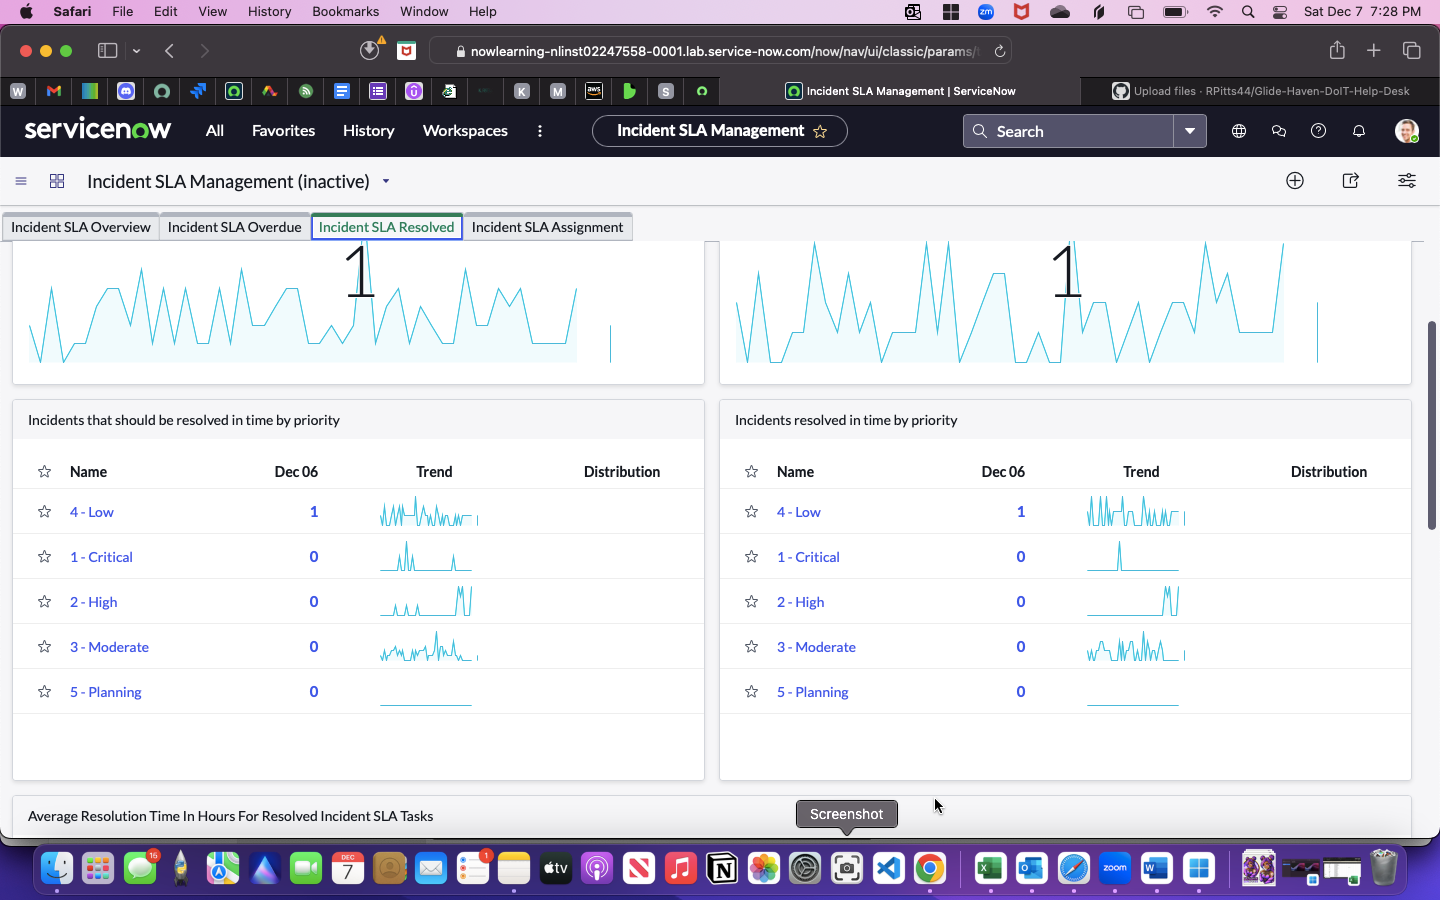 Safari File Edit View History Bookmarks Window Help
zm
Sat Dec 7 7:28 PM
nowlearning-nlinst02247558-0001.lab.service-now.com/now/nav/ui/classic/params/
Incident SLA Management | ServiceNow
Upload files · RPitts44/Glide-Haven-DoIT-Help-Desk
servicenow
All Favorites History Workspaces
Incident SLA Management
Search
Incident SLA Management (inactive)
Incident SLA Overview Incident SLA Overdue Incident SLA Resolved Incident SLA Assignment
1 1
Incidents that should be resolved in time by priority
Name Dec 06 Trend Distribution
4 - Low 1
1 - Critical 0
2 - High 0
3 - Moderate 0
5 - Planning 0
Incidents resolved in time by priority
Name Dec 06 Trend Distribution
4 - Low 1
1 - Critical 0
2 - High 0
3 - Moderate 0
5 - Planning 0
Average Resolution Time In Hours For Resolved Incident SLA Tasks
Screenshot
16
DEC
7
1
tv
zoom